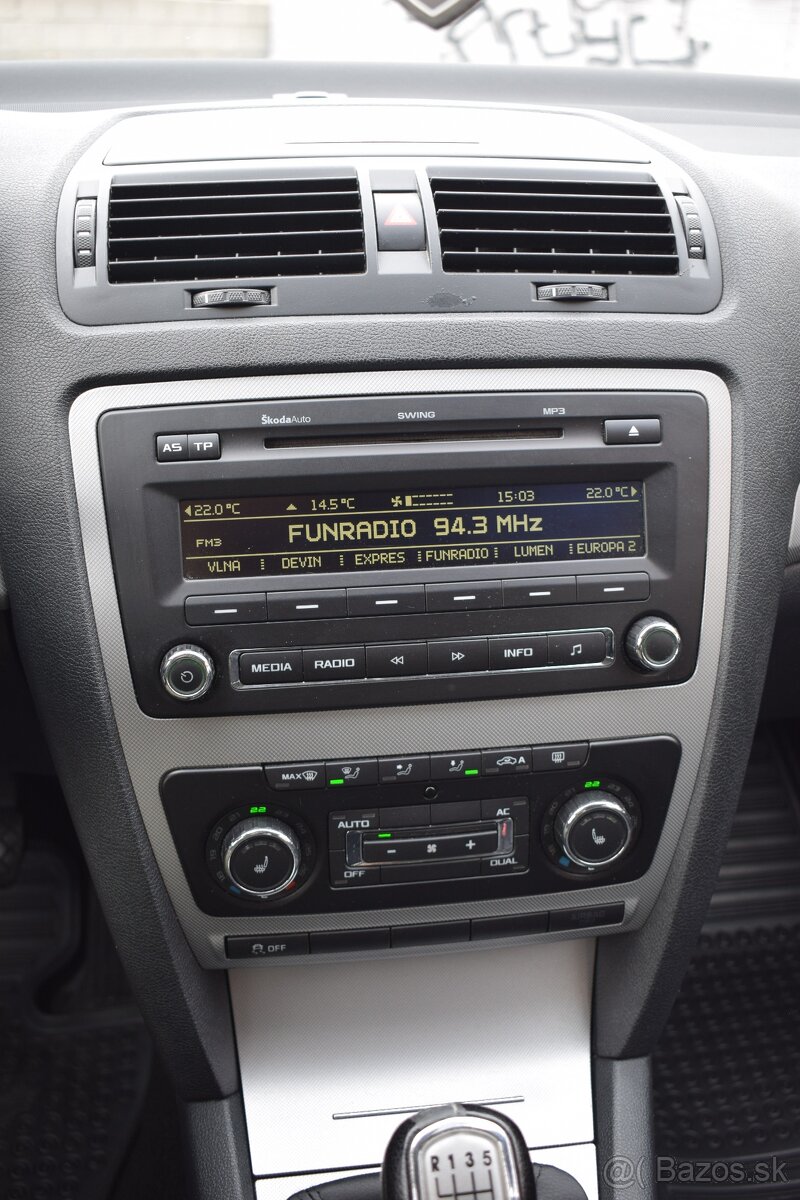 ŠkodaAuto SWING MP3
AS TP
22.0°C 14.5°C 15:03 22.0°C
FUNRADIO 94.3 MHz
FM3
VLNA DEVIN EXPRES FUNRADIO LUMEN EUROPA 2
MEDIA RADIO INFO
MAX A
22 22
AUTO AC
- +
OFF DUAL
OFF
R 1 3 5
@ Bazos.sk